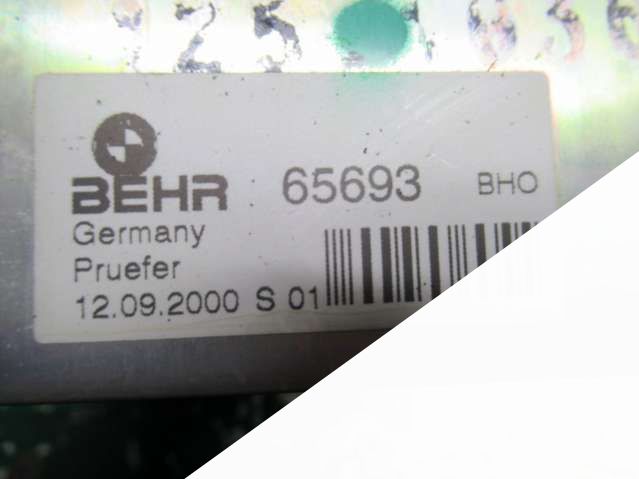 BEHR 65693 BHO
Germany
Pruefer
12.09.2000 S 01